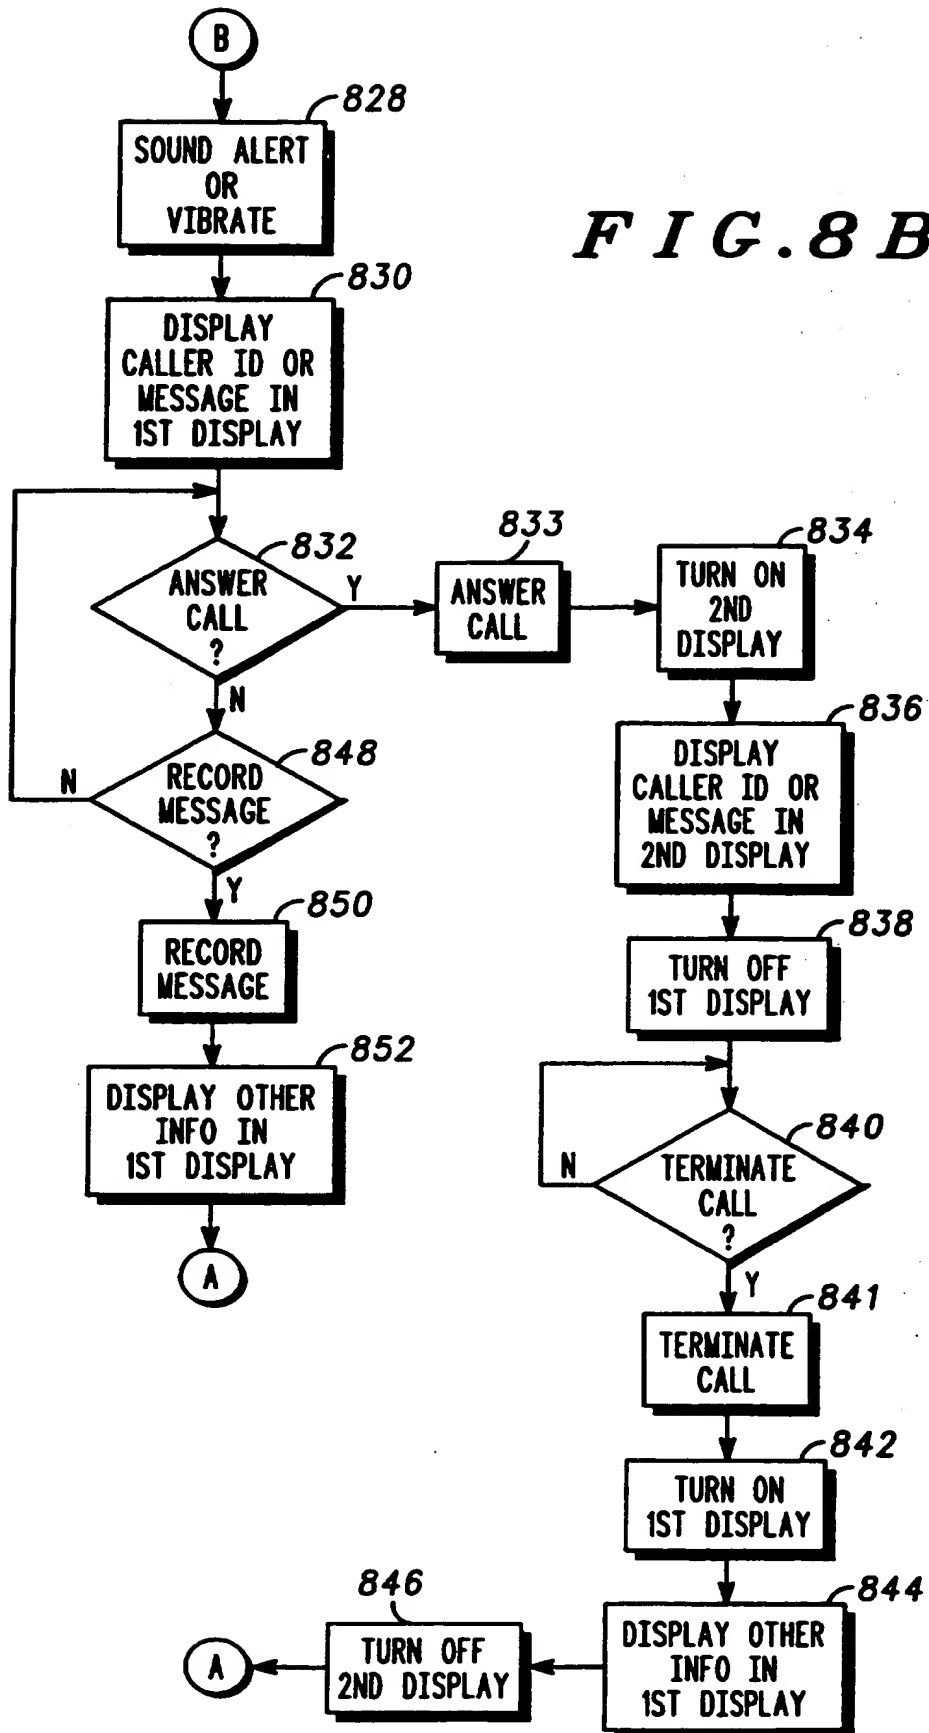 B
828
SOUND ALERT
OR
VIBRATE
FIG.8B
830
DISPLAY
CALLER ID OR
MESSAGE IN
1ST DISPLAY
832
ANSWER
CALL
?
Y
N
833
ANSWER
CALL
834
TURN ON
2ND
DISPLAY
836
DISPLAY
CALLER ID OR
MESSAGE IN
2ND DISPLAY
848
RECORD
MESSAGE
?
N
Y
850
RECORD
MESSAGE
852
DISPLAY OTHER
INFO IN
1ST DISPLAY
A
838
TURN OFF
1ST DISPLAY
840
TERMINATE
CALL
?
N
Y
841
TERMINATE
CALL
842
TURN ON
1ST DISPLAY
844
DISPLAY OTHER
INFO IN
1ST DISPLAY
846
TURN OFF
2ND DISPLAY
A